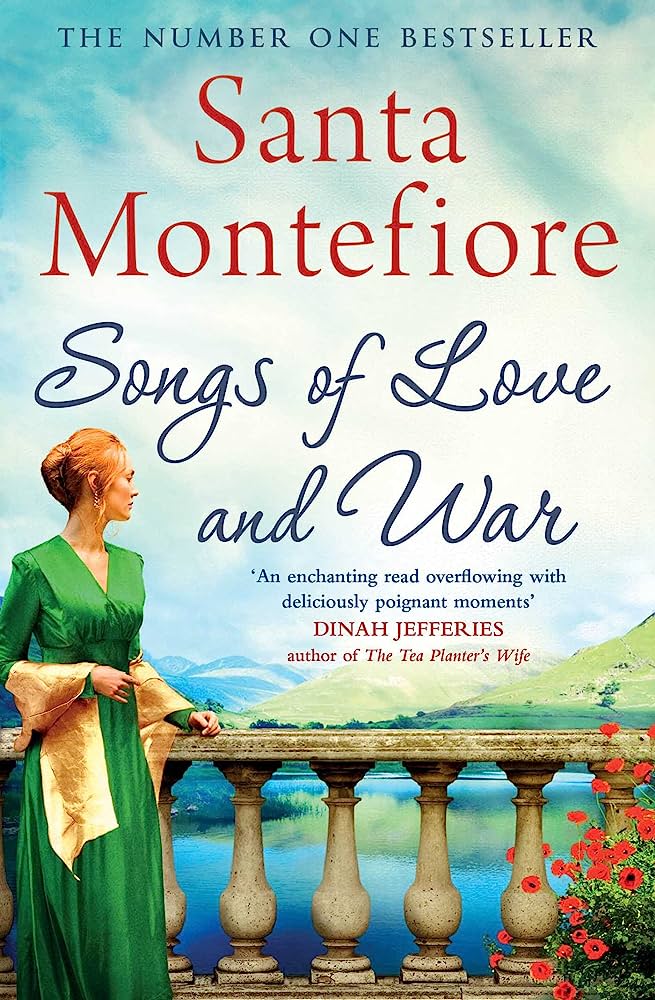 THE NUMBER ONE BESTSELLER
Santa
Montefiore
Songs of Love
and War
‘An enchanting read overflowing with
deliciously poignant moments’
DINAH JEFFERIES
author of The Tea Planter’s Wife